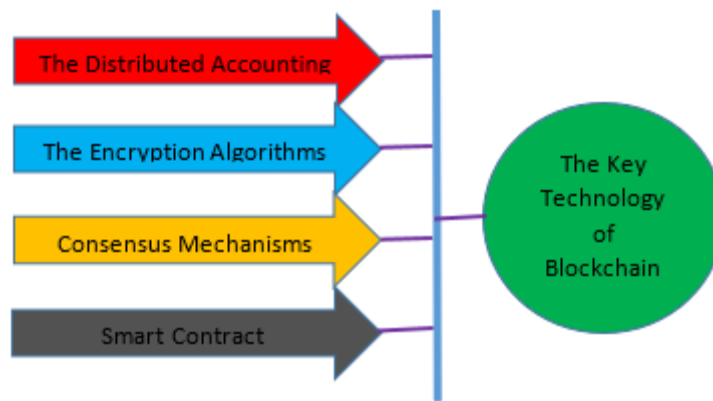 The Distributed Accounting
The Encryption Algorithms
Consensus Mechanisms
Smart Contract
The Key
Technology
of
Blockchain